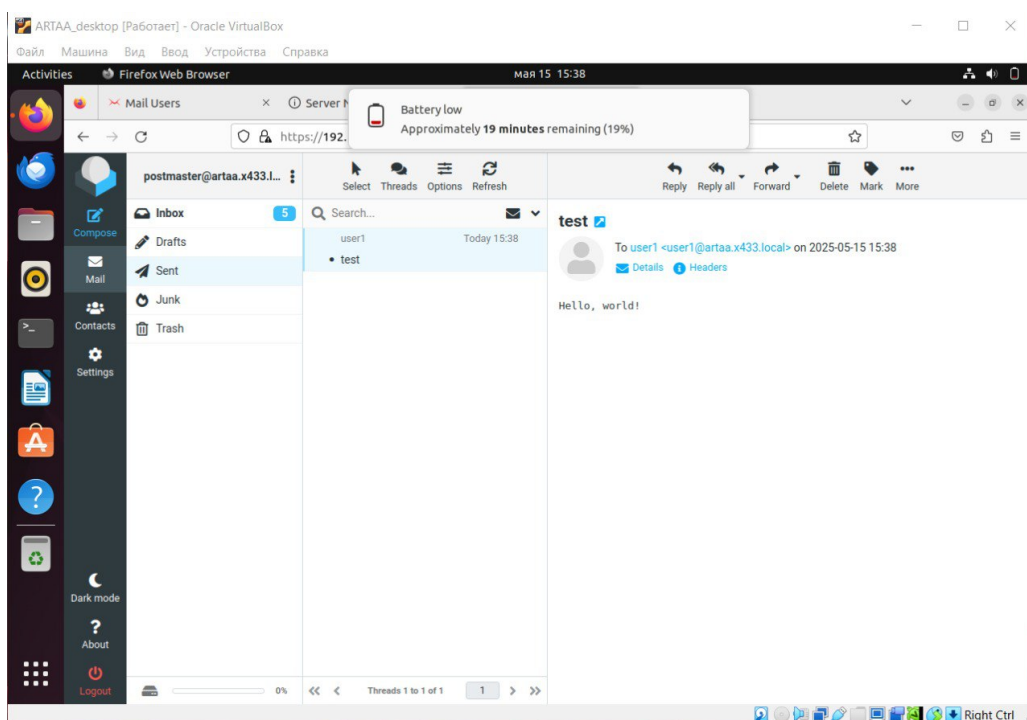 ARTAA_desktop [Работает] - Oracle VirtualBox
Файл Машина Вид Ввод Устройства Справка
Activities Firefox Web Browser мая 15 15:38
Mail Users × Server
Battery low
Approximately 19 minutes remaining (19%)
https://192.
postmaster@artaa.x433.l...
Select Threads Options Refresh
Reply Reply all Forward Delete Mark More
Compose
Mail
Contacts
Settings
Dark mode
About
Logout
Inbox 5
Drafts
Sent
Junk
Trash
0%
Search...
user1 Today 15:38
• test
Threads 1 to 1 of 1 1
test
To user1 <user1@artaa.x433.local> on 2025-05-15 15:38
Details Headers
Hello, world!
Right Ctrl